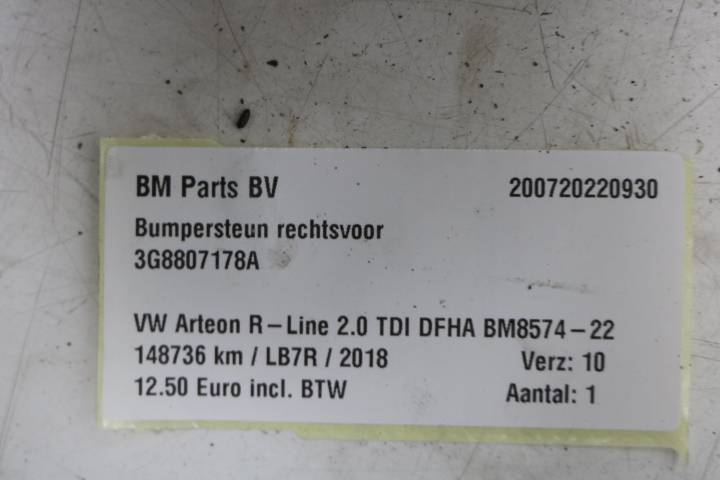 BM Parts BV 200720220930
Bumpersteun rechtsvoor
3G8807178A
VW Arteon R-Line 2.0 TDI DFHA BM8574-22
148736 km / LB7R / 2018 Verz: 10
12.50 Euro incl. BTW Aantal: 1